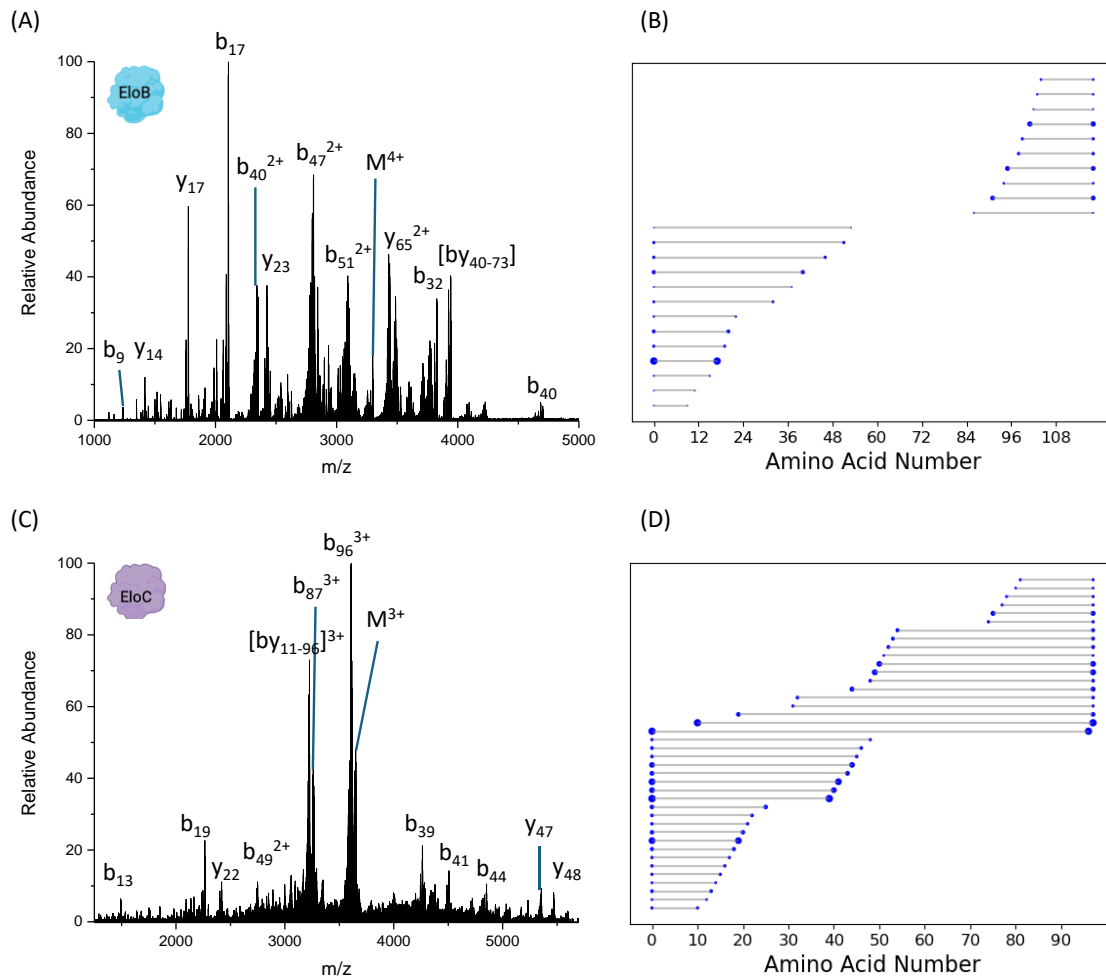 (A)
(B)
EloB
b17
b40 2+
b47 2+
M4+
y17
y23
b51 2+
y65 2+
b32
[by40-73]
b9
y14
b40
100
80
60
40
20
0
Relative Abundance
1000 2000 3000 4000 5000
m/z
0 12 24 36 48 60 72 84 96 108
Amino Acid Number
(C)
(D)
EloC
b96 3+
b87 3+
[by11-96]3+
M3+
b13
b19
y22
b49 2+
b39
b41
b44
y47
y48
100
80
60
40
20
0
Relative Abundance
2000 3000 4000 5000
m/z
0 10 20 30 40 50 60 70 80 90
Amino Acid Number